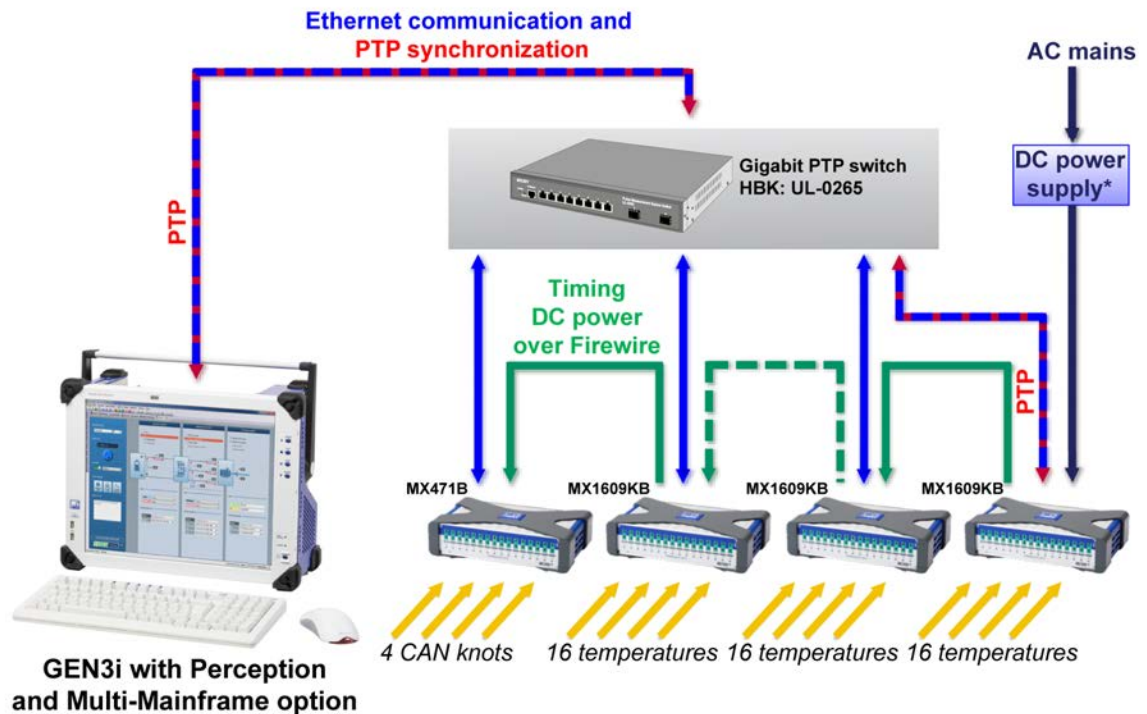 Ethernet communication and
PTP synchronization
AC mains
DC power
supply*
Gigabit PTP switch
HBK: UL-0265
PTP
Timing
DC power
over Firewire
PTP
MX471B
MX1609KB
MX1609KB
MX1609KB
4 CAN knots
16 temperatures
16 temperatures
16 temperatures
GEN3i with Perception
and Multi-Mainframe option